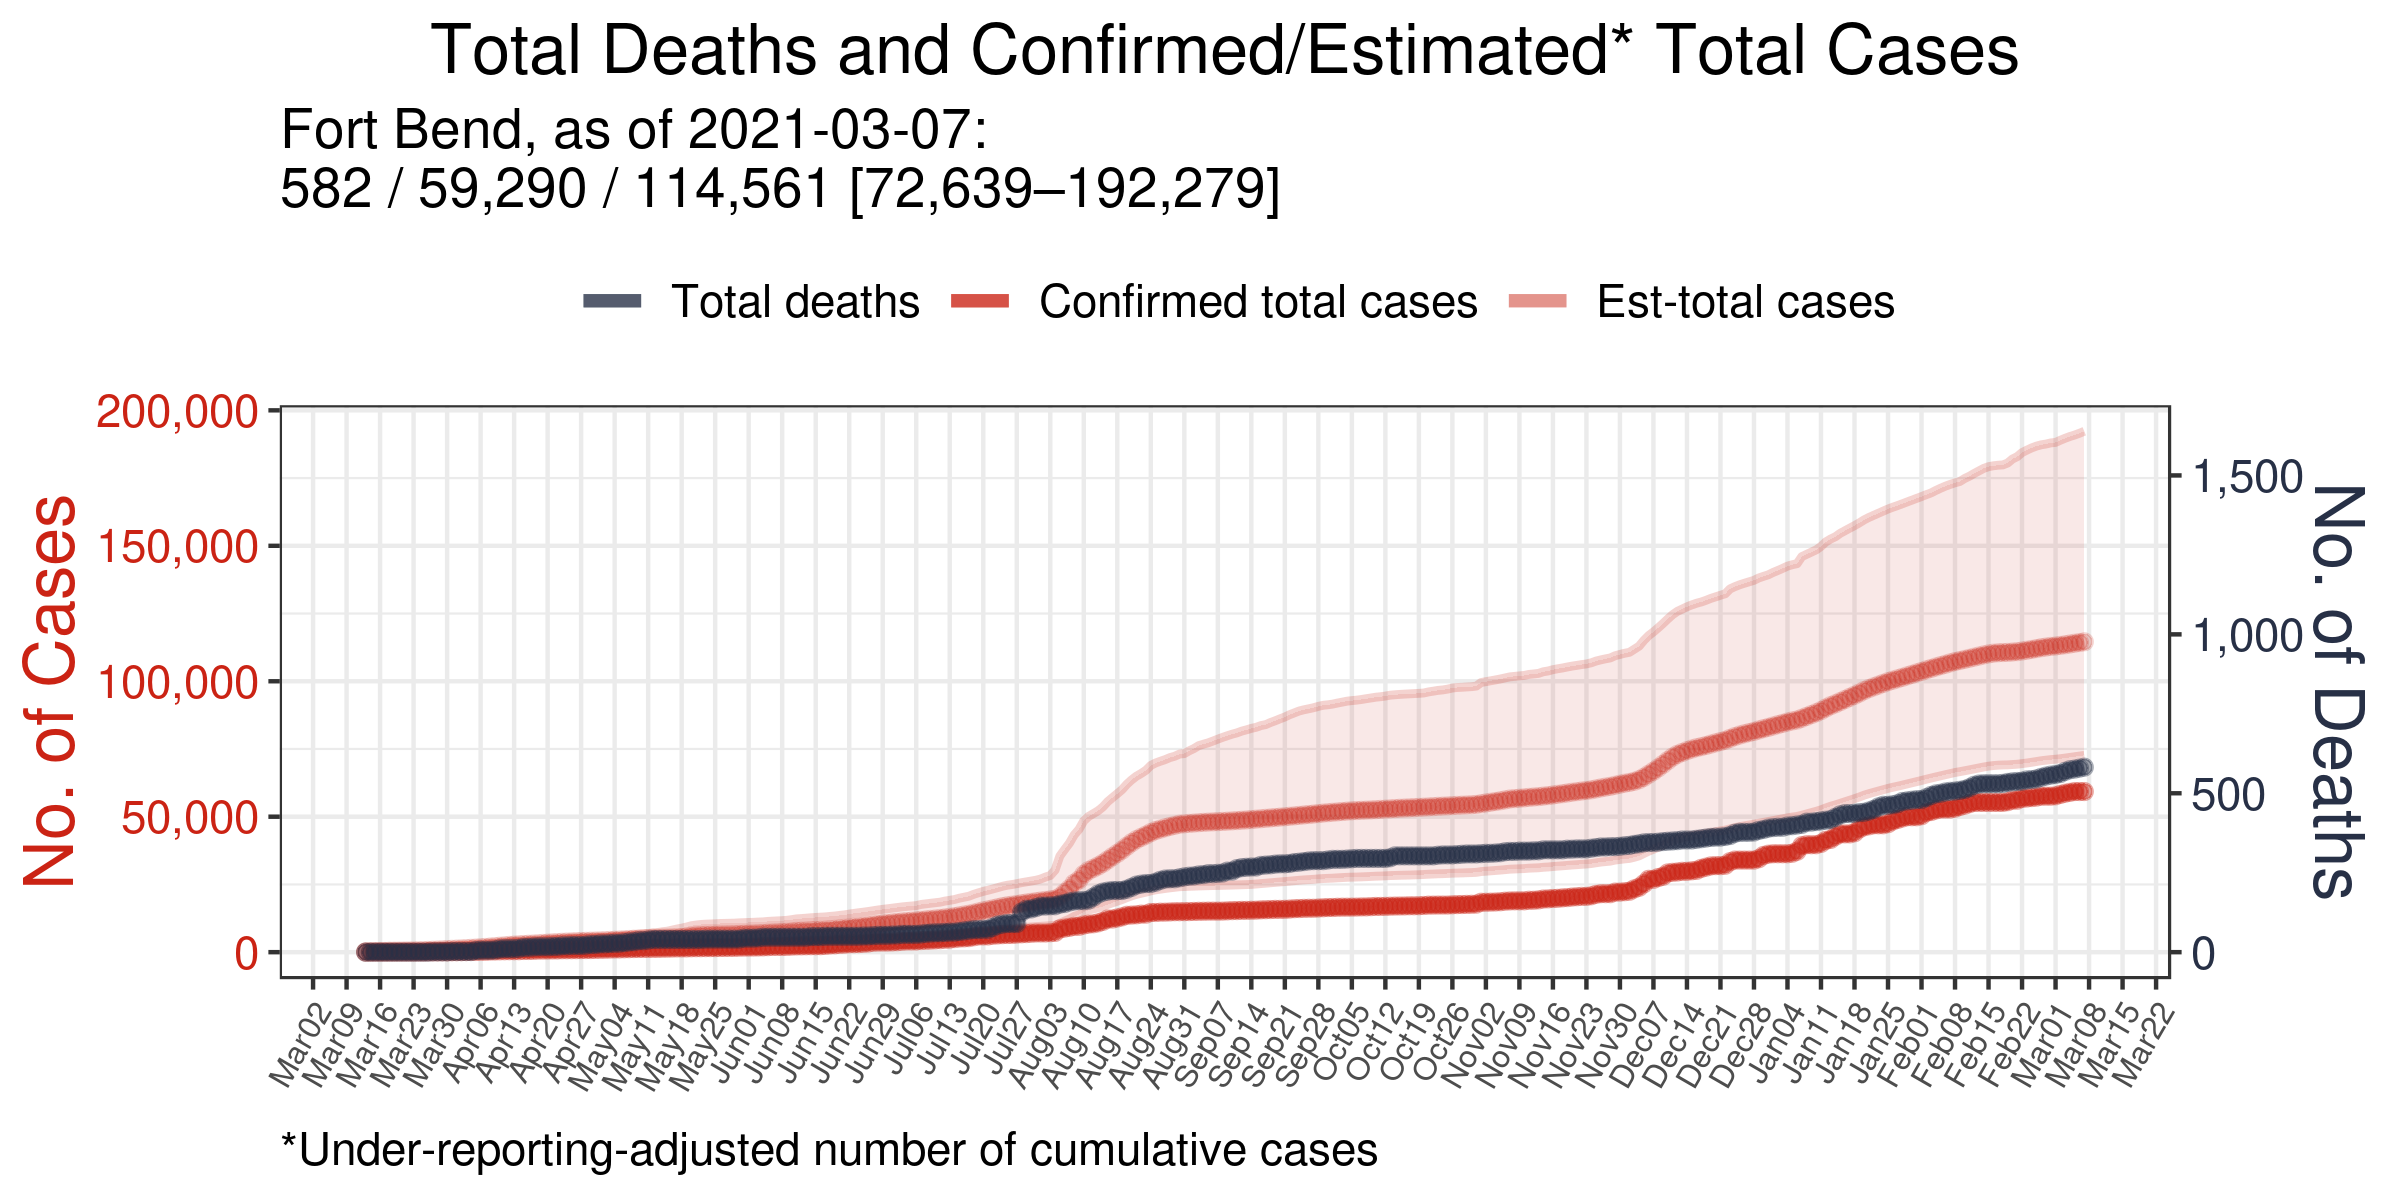 Total Deaths and Confirmed/Estimated* Total Cases
Fort Bend, as of 2021-03-07:
582 / 59,290 / 114,561 [72,639–192,279]
Total deaths
Confirmed total cases
Est-total cases
No. of Cases
200,000
150,000
100,000
50,000
0
1,500
1,000
500
0
No. of Deaths
Mar02
Mar09
Mar16
Mar23
Mar30
Apr06
Apr13
Apr20
Apr27
May04
May11
May18
May25
Jun01
Jun08
Jun15
Jun22
Jun29
Jul06
Jul13
Jul20
Jul27
Aug03
Aug10
Aug17
Aug24
Aug31
Sep07
Sep14
Sep21
Sep28
Oct05
Oct12
Oct19
Oct26
Nov02
Nov09
Nov16
Nov23
Nov30
Dec07
Dec14
Dec21
Dec28
Jan04
Jan11
Jan18
Jan25
Feb01
Feb08
Feb15
Feb22
Mar01
Mar08
Mar15
Mar22
*Under-reporting-adjusted number of cumulative cases